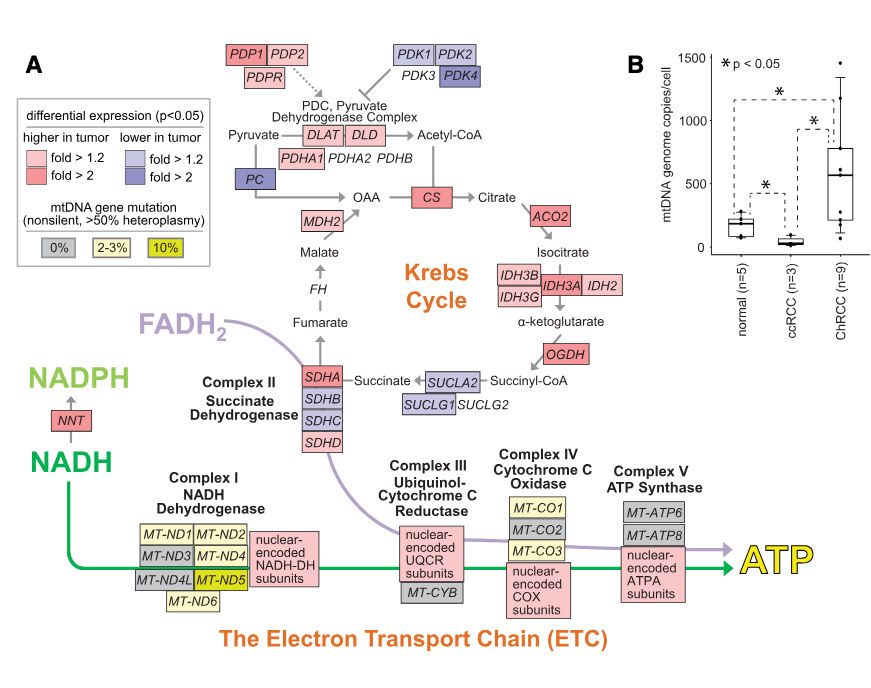 A
differential expression (p<0.05)
higher in tumor lower in tumor
fold > 1.2 fold > 1.2
fold > 2 fold > 2
mtDNA gene mutation
(nonsilent, >50% heteroplasmy)
0% 2-3% 10%
PDP1 PDP2
PDPR
PDK1 PDK2
PDK3 PDK4
PDC, Pyruvate
Dehydrogenase Complex
Pyruvate DLAT DLD Acetyl-CoA
PDHA1 PDHA2 PDHB
PC
OAA CS Citrate
MDH2
ACO2
Malate
Isocitrate
Krebs
Cycle
IDH3B
IDH3A IDH2
IDH3G
FH
Fumarate
α-ketoglutarate
OGDH
FADH2
NADPH
NNT
NADH
Complex II
Succinate
Dehydrogenase
SDHA
SDHB
SDHC
SDHD
Succinate SUCLA2 Succinyl-CoA
SUCLG1 SUCLG2
Complex I
NADH
Dehydrogenase
MT-ND1 MT-ND2
MT-ND3 MT-ND4
MT-ND4L MT-ND5
MT-ND6
nuclear-
encoded
NADH-DH
subunits
Complex III
Ubiquinol-
Cytochrome C
Reductase
nuclear-
encoded
UQCR
subunits
MT-CYB
Complex IV
Cytochrome C
Oxidase
MT-CO1
MT-CO2
MT-CO3
nuclear-
encoded
COX
subunits
Complex V
ATP Synthase
MT-ATP6
MT-ATP8
nuclear-
encoded
ATPA
subunits
ATP
The Electron Transport Chain (ETC)
B
mtDNA genome copies/cell
1500
1000
500
0
* p < 0.05
*
*
*
normal (n=5)
ccRCC (n=3)
ChRCC (n=9)